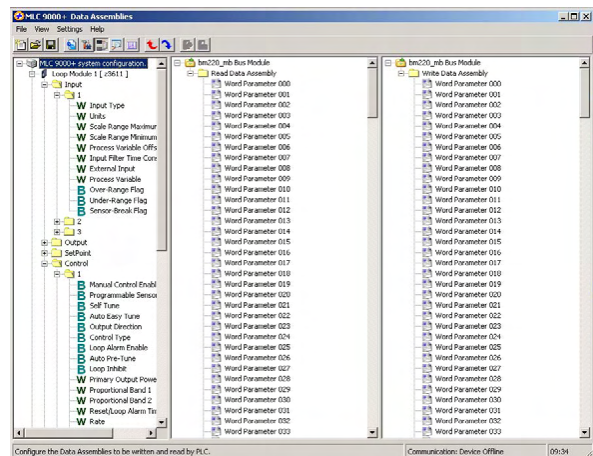 MLC 9000+ Data Assemblies
File View Settings Help
MLC 9000+ system configuration.
Loop Module 1 [ z3611 ]
Input
1
W Input Type
W Units
W Scale Range Maximur
W Scale Range Minimum
W Process Variable Offs
W Input Filter Time Cons
W External Input
W Process Variable
B Over-Range Flag
B Under-Range Flag
B Sensor-Break Flag
2
3
Output
SetPoint
Control
1
B Manual Control Enabl
B Programmable Sensor
B Self Tune
B Auto Easy Tune
B Output Direction
B Control Type
B Loop Alarm Enable
B Auto Pre-Tune
B Loop Inhibit
W Primary Output Powe
W Proportional Band 1
W Proportional Band 2
W Reset/Loop Alarm Tim
W Rate
bm220_mb Bus Module
Read Data Assembly
Word Parameter 000
Word Parameter 001
Word Parameter 002
Word Parameter 003
Word Parameter 004
Word Parameter 005
Word Parameter 006
Word Parameter 007
Word Parameter 008
Word Parameter 009
Word Parameter 010
Word Parameter 011
Word Parameter 012
Word Parameter 013
Word Parameter 014
Word Parameter 015
Word Parameter 016
Word Parameter 017
Word Parameter 018
Word Parameter 019
Word Parameter 020
Word Parameter 021
Word Parameter 022
Word Parameter 023
Word Parameter 024
Word Parameter 025
Word Parameter 026
Word Parameter 027
Word Parameter 028
Word Parameter 029
Word Parameter 030
Word Parameter 031
Word Parameter 032
Word Parameter 033
bm220_mb Bus Module
Write Data Assembly
Word Parameter 000
Word Parameter 001
Word Parameter 002
Word Parameter 003
Word Parameter 004
Word Parameter 005
Word Parameter 006
Word Parameter 007
Word Parameter 008
Word Parameter 009
Word Parameter 010
Word Parameter 011
Word Parameter 012
Word Parameter 013
Word Parameter 014
Word Parameter 015
Word Parameter 016
Word Parameter 017
Word Parameter 018
Word Parameter 019
Word Parameter 020
Word Parameter 021
Word Parameter 022
Word Parameter 023
Word Parameter 024
Word Parameter 025
Word Parameter 026
Word Parameter 027
Word Parameter 028
Word Parameter 029
Word Parameter 030
Word Parameter 031
Word Parameter 032
Word Parameter 033
Configure the Data Assemblies to be written and read by PLC.
Communication: Device Offline
09:34